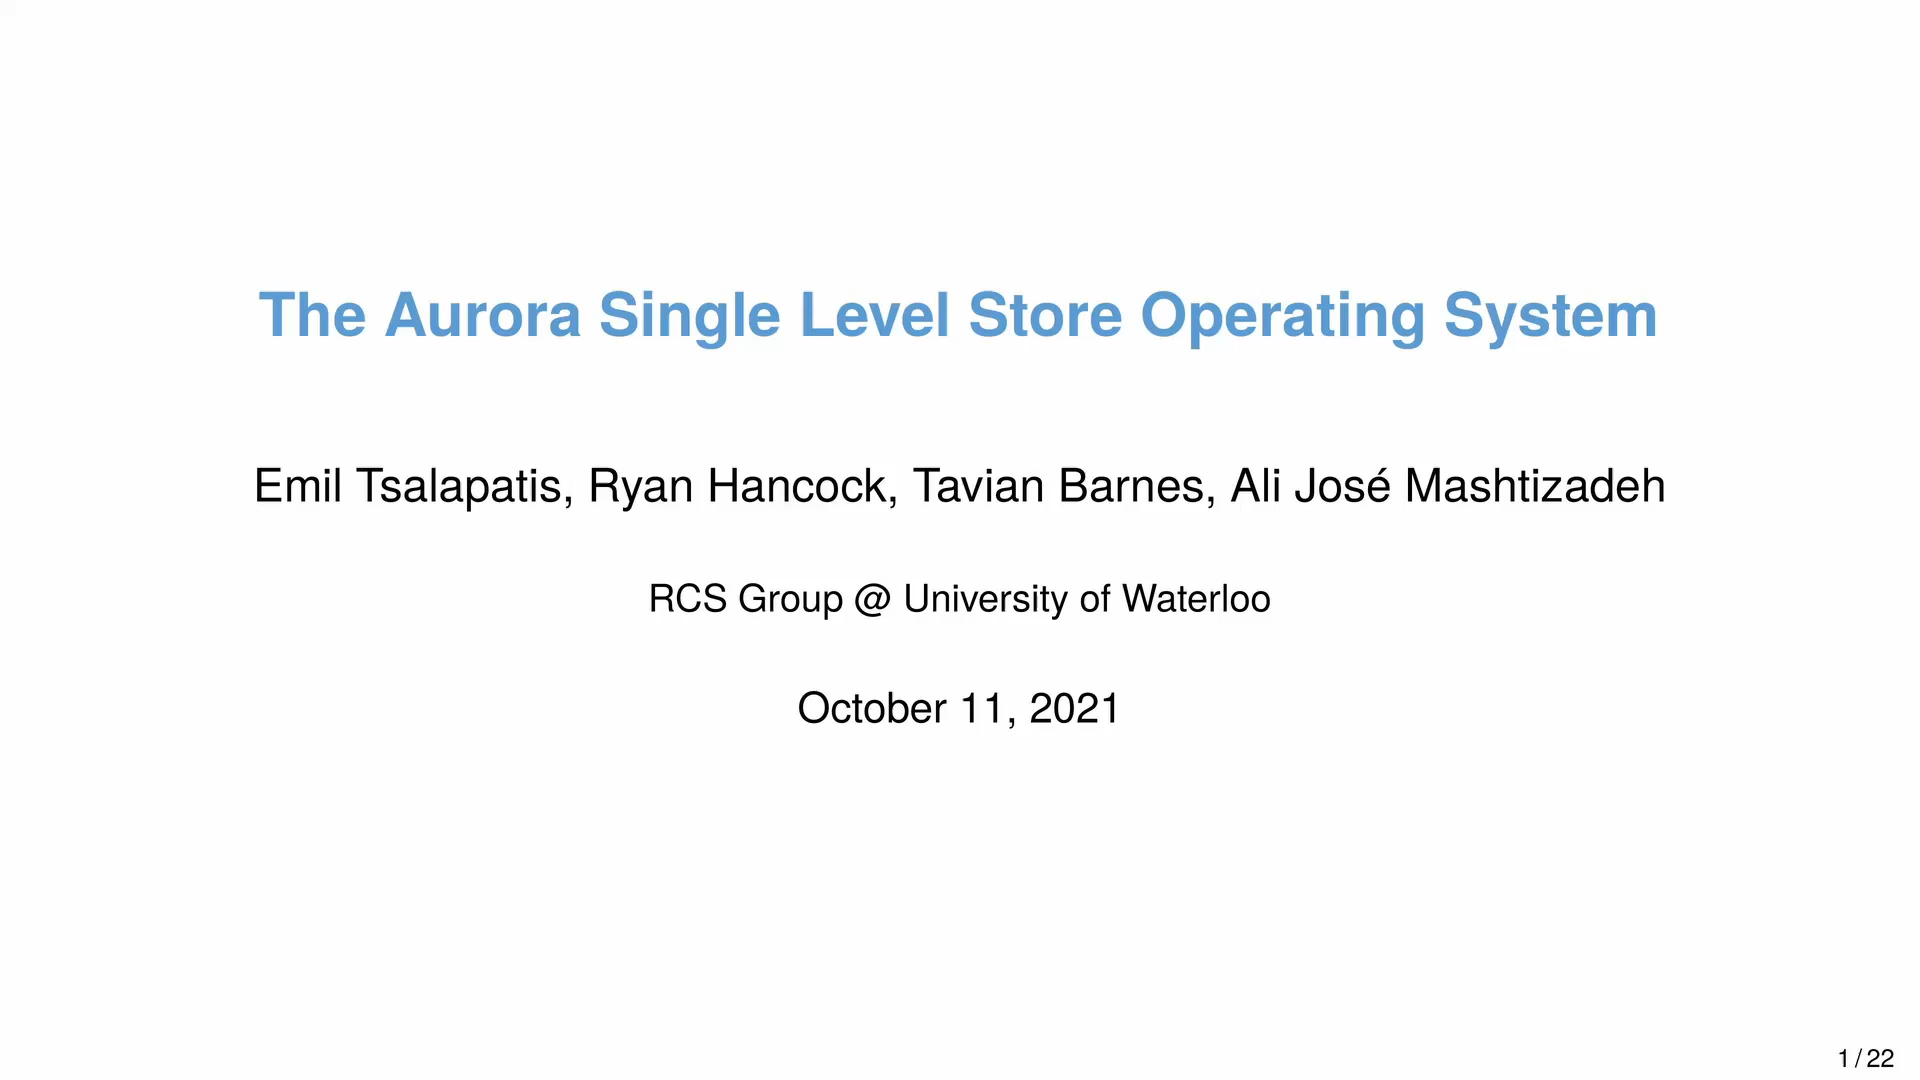 The Aurora Single Level Store Operating System
Emil Tsalapatis, Ryan Hancock, Tavian Barnes, Ali José Mashtizadeh
RCS Group @ University of Waterloo
October 11, 2021
1 / 22